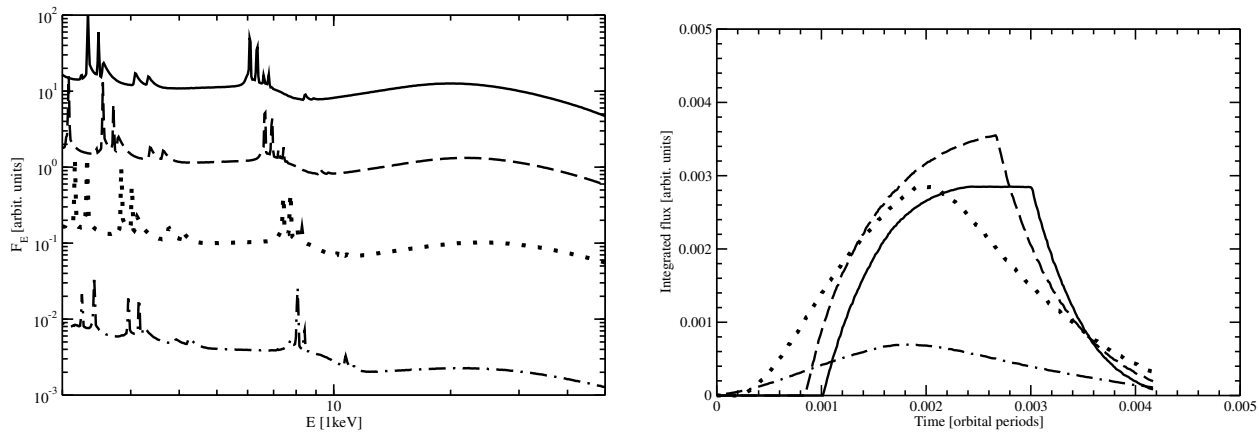 10^2
10^1
10^0
10^-1
10^-2
10^-3
F_E [arbit. units]
10
E [1keV]
0.005
0.004
0.003
0.002
0.001
0
Integrated flux [arbit. units]
0 0.001 0.002 0.003 0.004 0.005
Time [orbital periods]